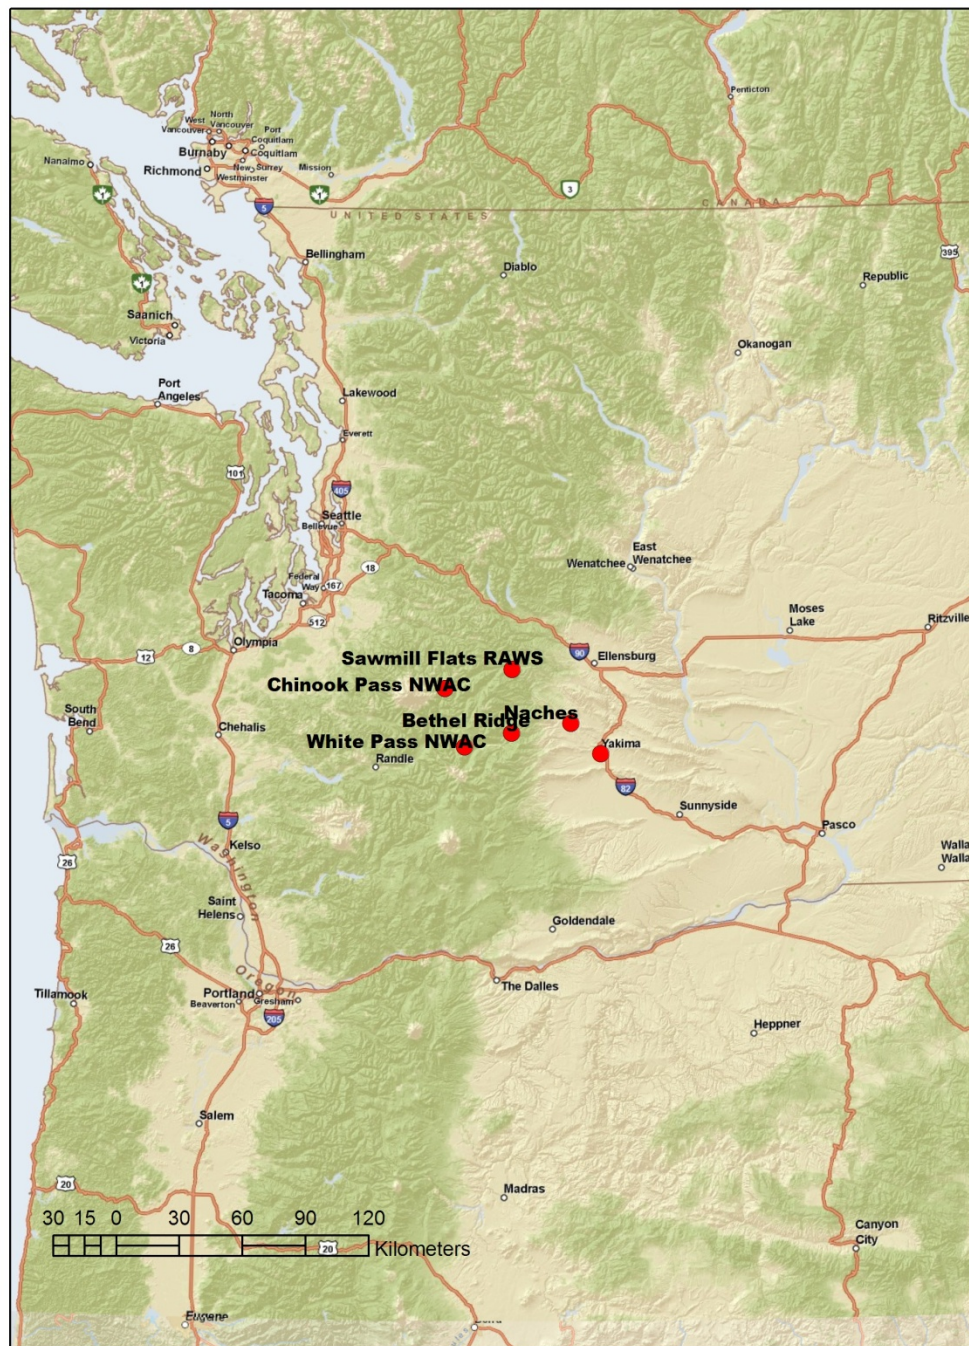 Penticton
North
West
Vancouver
Vancouver
Port
Coquitlam
Burnaby
Coquitlam
Nanaimo
Richmond
New
Surrey
Westminster
Mission
1
1
3
5
UNITED STATES
CANADA
395
Bellingham
Diablo
Republic
1
Saanich
Victoria
Okanogan
Port
Angeles
Lakewood
Everett
101
405
Seattle
Bellevue
East
Wenatchee
Wenatchee
18
Federal
Way
167
Tacoma
512
Moses
Lake
Ritzville
Olympia
8
12
90
Ellensburg
Sawmill Flats RAWS
Chinook Pass NWAC
South
Bend
Naches
Bethel Ridge
Chehalis
White Pass NWAC
Yakima
Randle
82
Sunnyside
5
Pasco
Kelso
Washington
Walla
Walla
26
Saint
Helens
Goldendale
26
Oregon
The Dalles
Portland
Tillamook
Beaverton
Gresham
205
Heppner
Salem
20
Madras
30 15 0 30 60 90 120
Kilometers
20
Canyon
City
Eugene